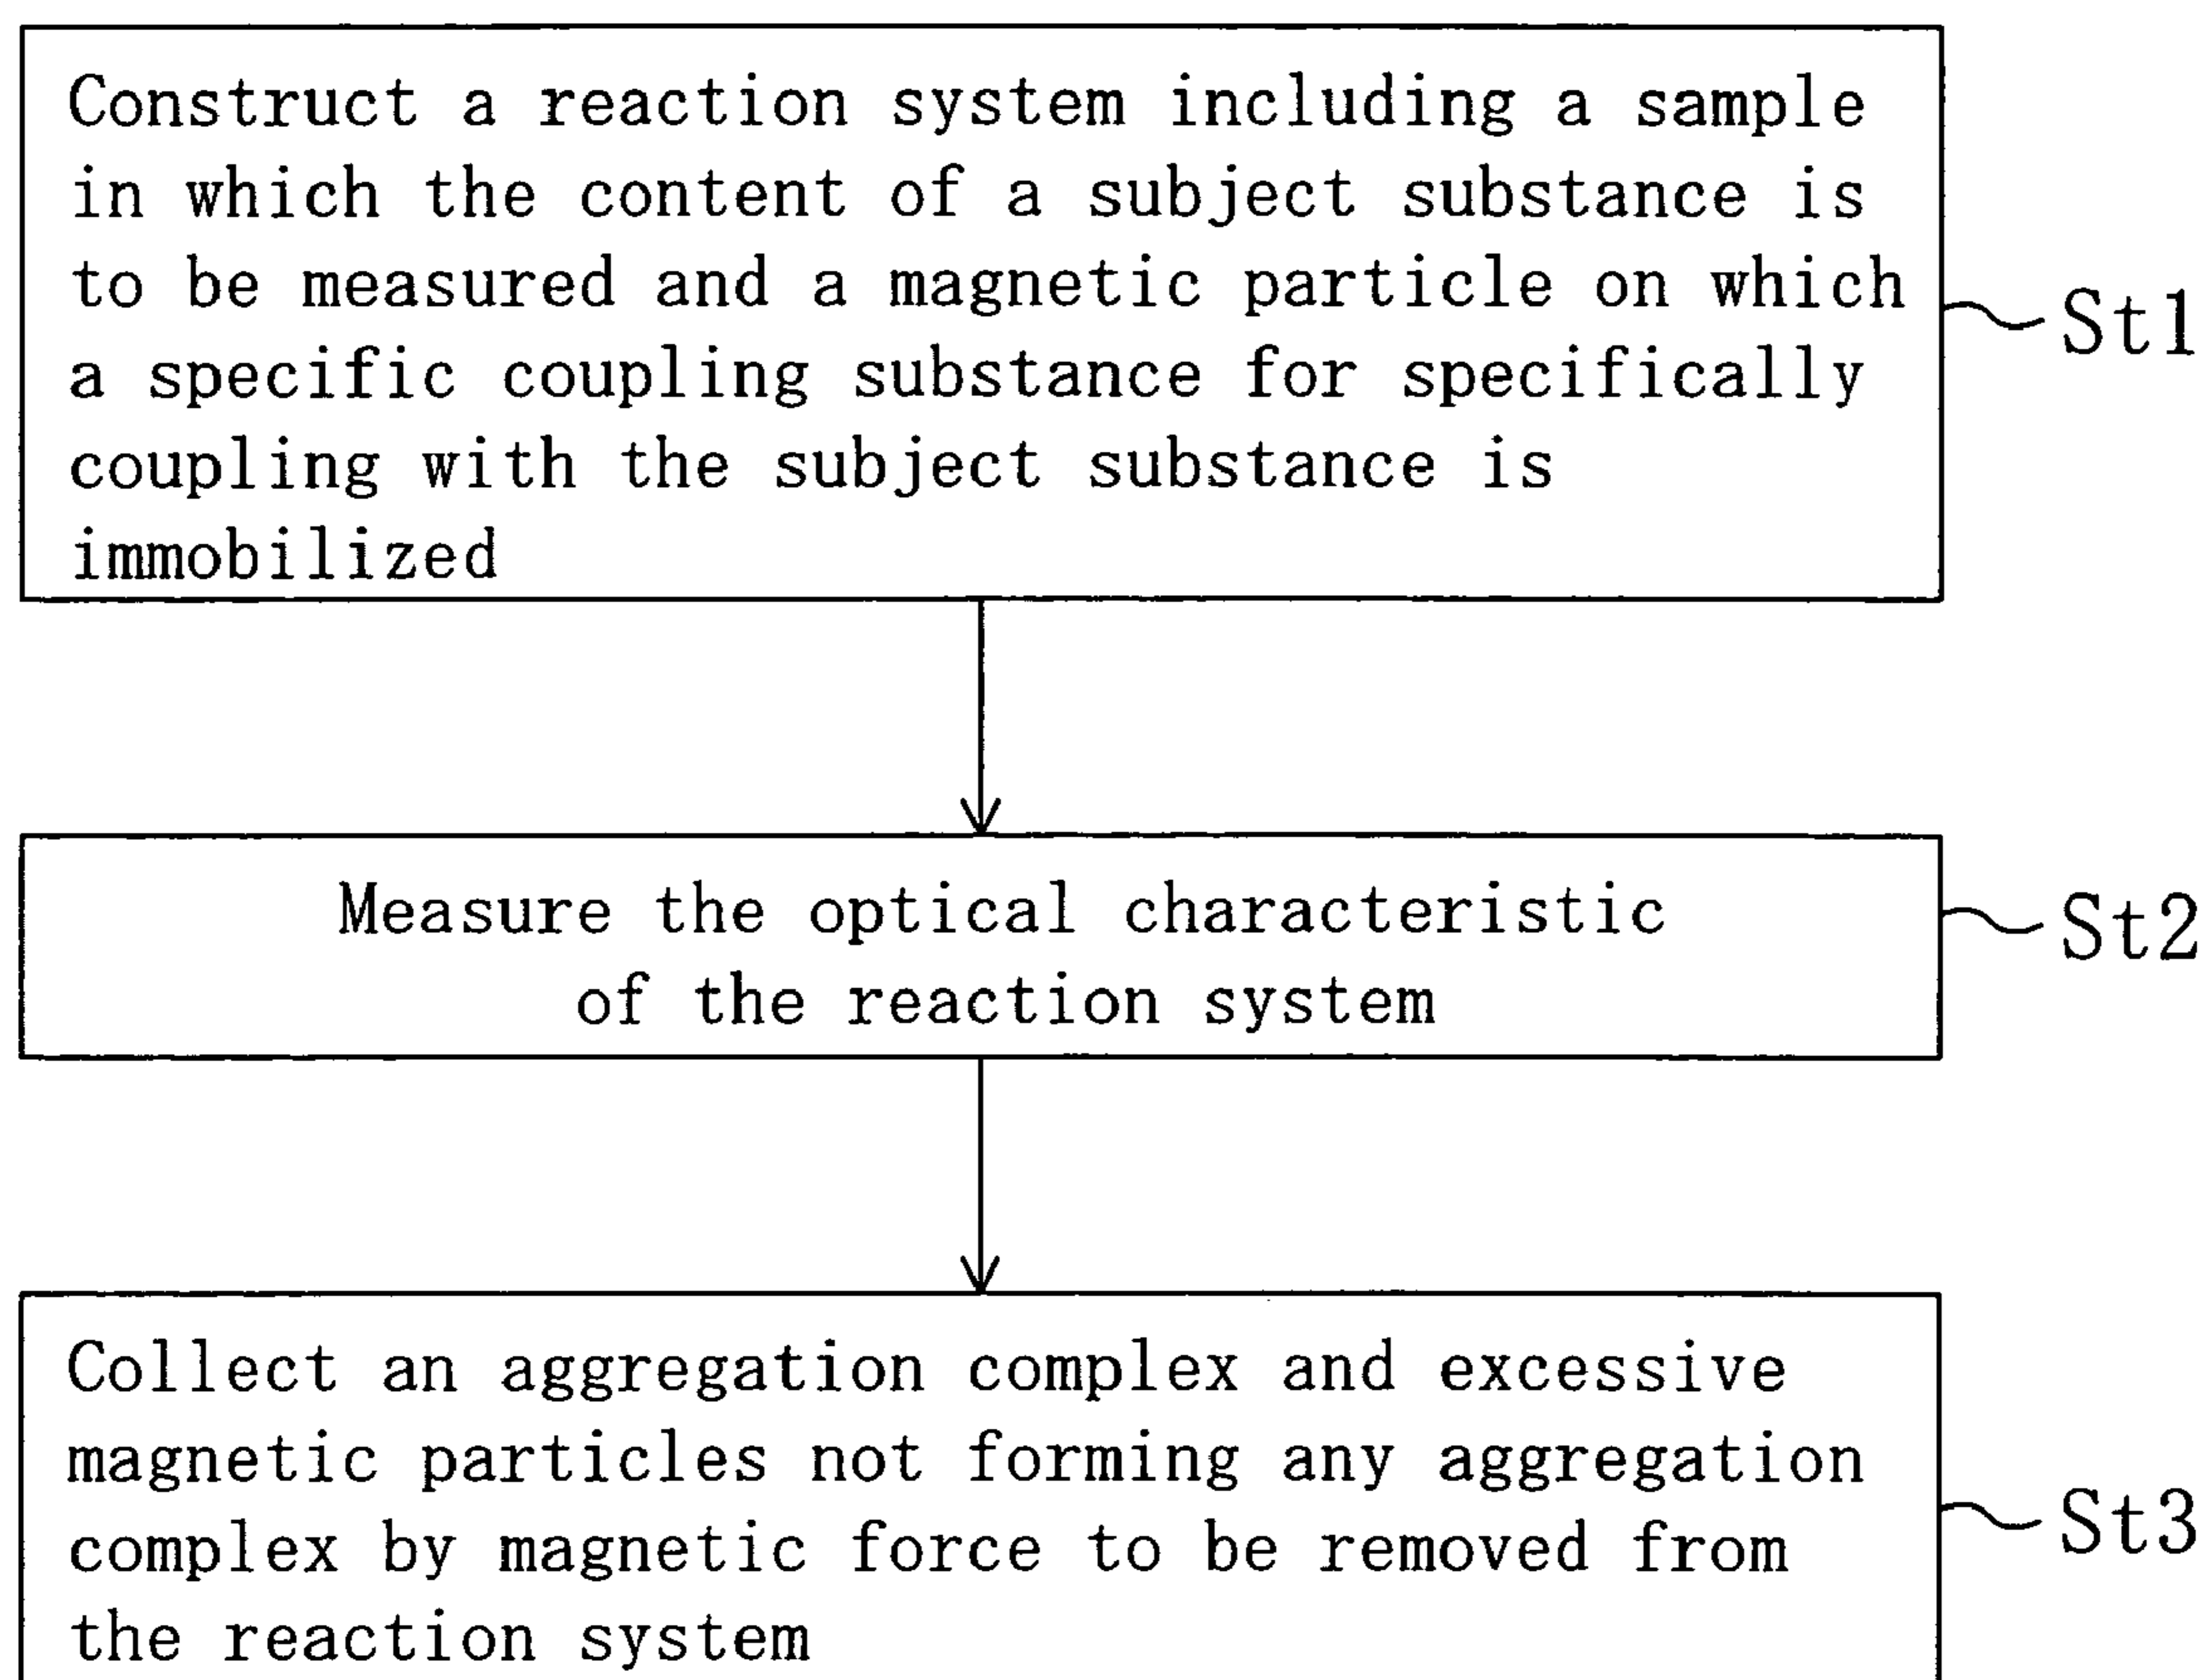 Construct a reaction system including a sample
in which the content of a subject substance is
to be measured and a magnetic particle on which
a specific coupling substance for specifically
coupling with the subject substance is
immobilized
St1
Measure the optical characteristic
of the reaction system
St2
Collect an aggregation complex and excessive
magnetic particles not forming any aggregation
complex by magnetic force to be removed from
the reaction system
St3